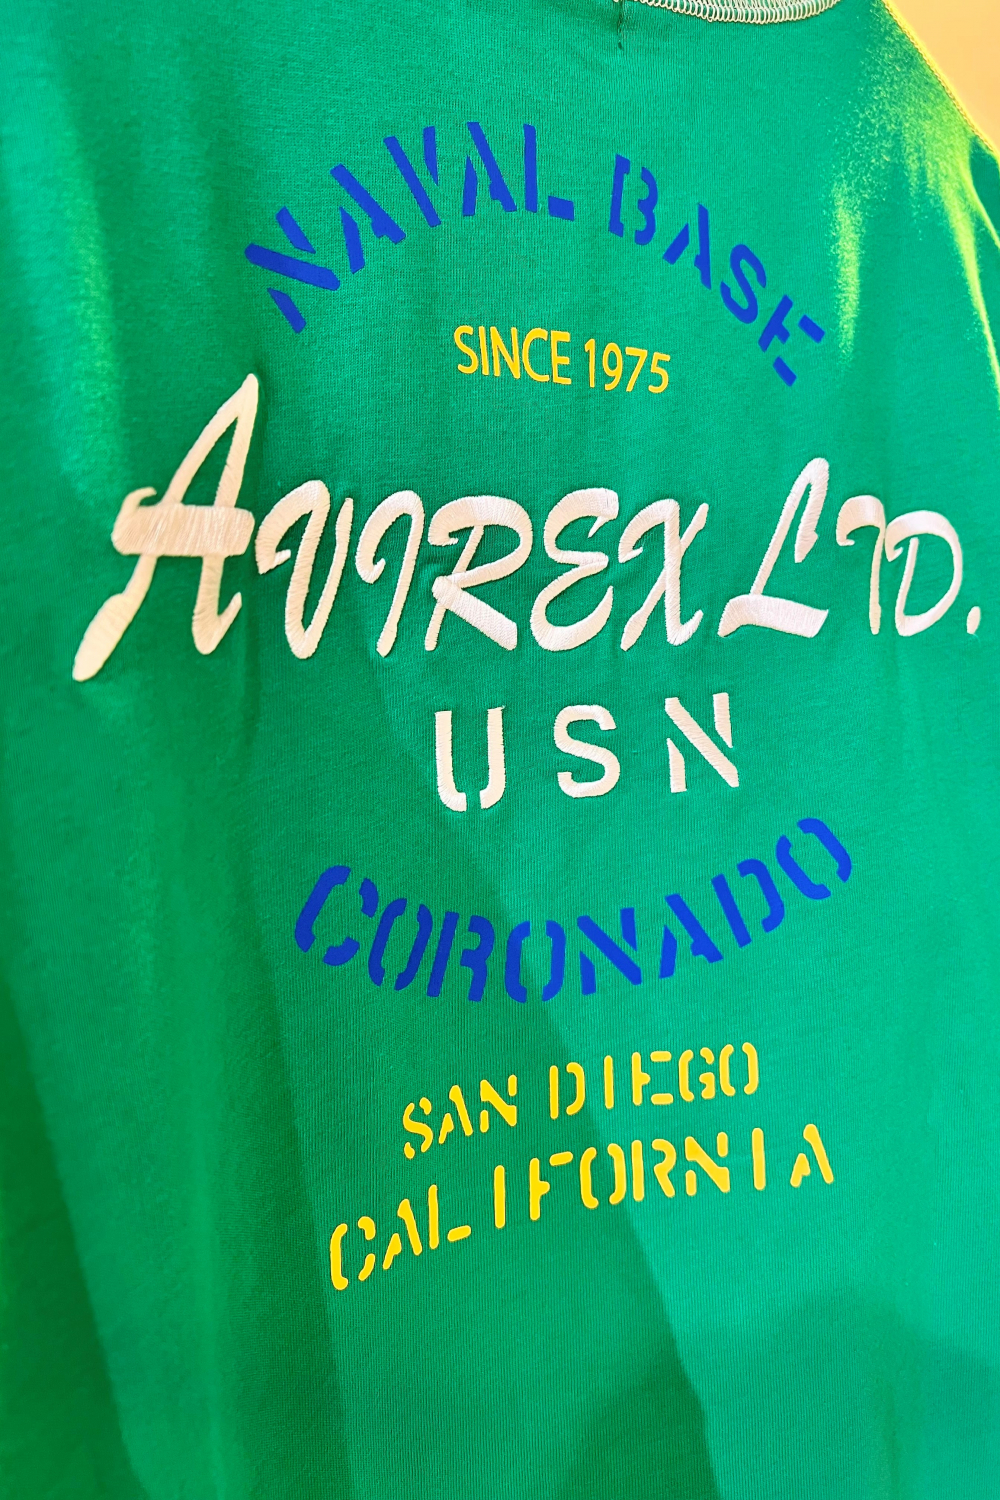 NAVAL BASE
SINCE 1975
AVIREX LTD.
USN
CORONADO
SAN DIEGO
CALIFORNIA